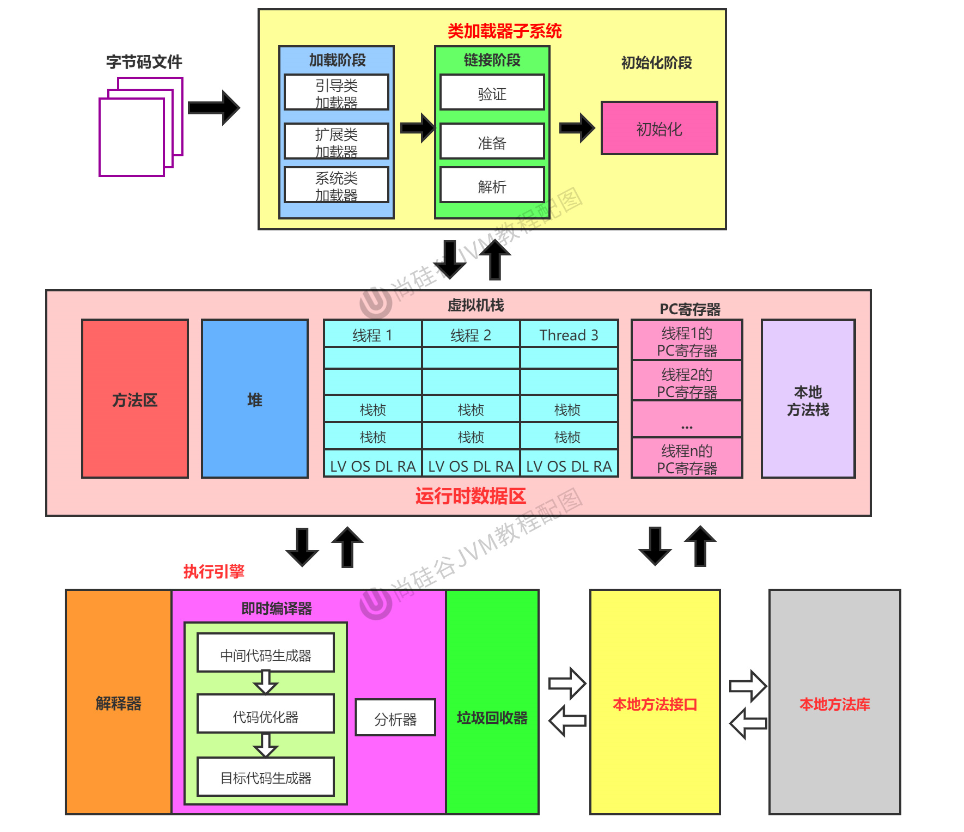 类加载器子系统
字节码文件
加载阶段
引导类
加载器
扩展类
加载器
系统类
加载器
链接阶段
验证
准备
解析
初始化阶段
初始化
尚硅谷JVM教程配图
方法区
堆
虚拟机栈
线程 1
线程 2
Thread 3
栈桢
栈桢
栈桢
栈桢
栈桢
栈桢
LV OS DL RA
LV OS DL RA
LV OS DL RA
PC寄存器
线程1的
PC寄存器
线程2的
PC寄存器
...
线程n的
PC寄存器
本地
方法栈
运行时数据区
尚硅谷JVM教程配图
执行引擎
解释器
即时编译器
中间代码生成器
代码优化器
目标代码生成器
分析器
垃圾回收器
本地方法接口
本地方法库